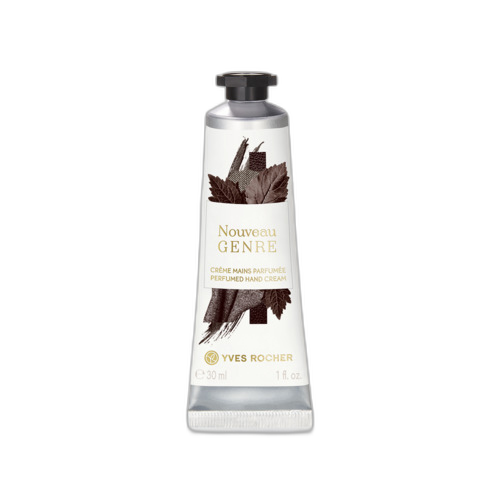 Nouveau
GENRE
CRÈME MAINS PARFUMÉE
PERFUMED HAND CREAM
YVES ROCHER
℮ 30 ml 1 fl. oz.